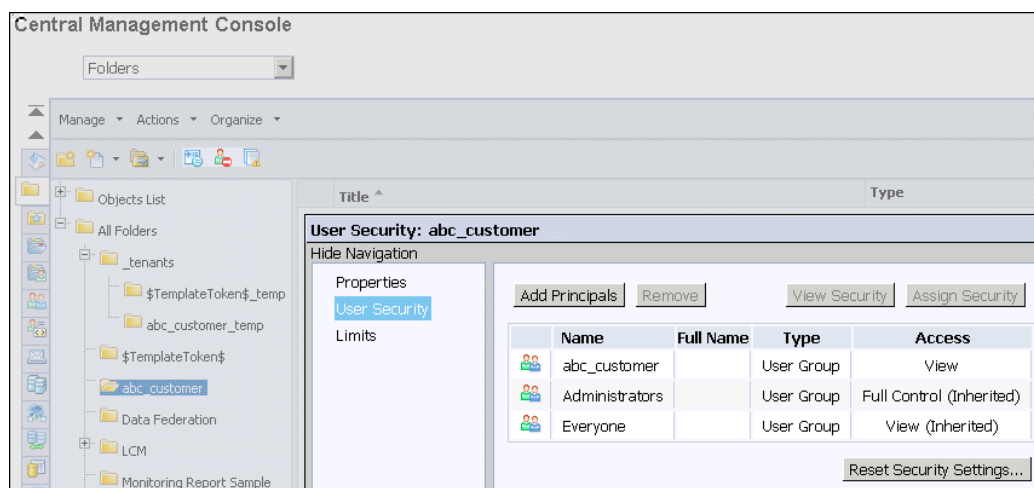 Central Management Console
Folders
Manage Actions Organize
Objects List
All Folders
_tenants
$TemplateToken$_temp
abc_customer_temp
$TemplateToken$
abc_customer
Data Federation
LCM
Monitoring Report Sample
Title Type
User Security: abc_customer
Hide Navigation
Properties
User Security
Limits
Add Principals Remove View Security Assign Security
Name Full Name Type Access
abc_customer User Group View
Administrators User Group Full Control (Inherited)
Everyone User Group View (Inherited)
Reset Security Settings...